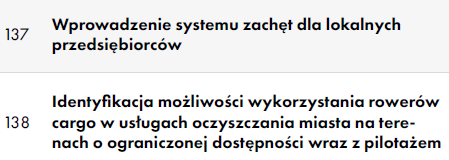 137 Wprowadzenie systemu zachęt dla lokalnych
przedsiębiorców
Identyfikacja możliwości wykorzystania rowerów
138 cargo w usługach oczyszczania miasta na tere-
nach o ograniczonej dostępności wraz z pilotażem